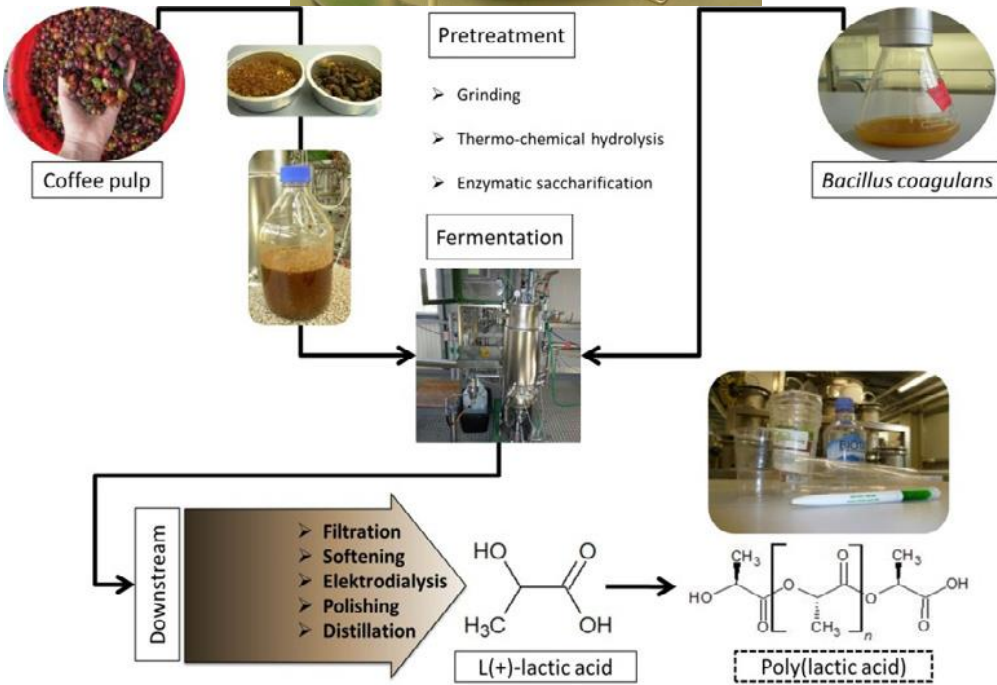 Pretreatment
➤ Grinding
➤ Thermo-chemical hydrolysis
➤ Enzymatic saccharification
Coffee pulp
Bacillus coagulans
Fermentation
Downstream
➤ Filtration
➤ Softening
➤ Elektrodialysis
➤ Polishing
➤ Distillation
HO
O
H₃C
OH
L(+)-lactic acid
CH₃
O
CH₃
HO
O
O
OH
O
CH₃
n
O
Poly(lactic acid)